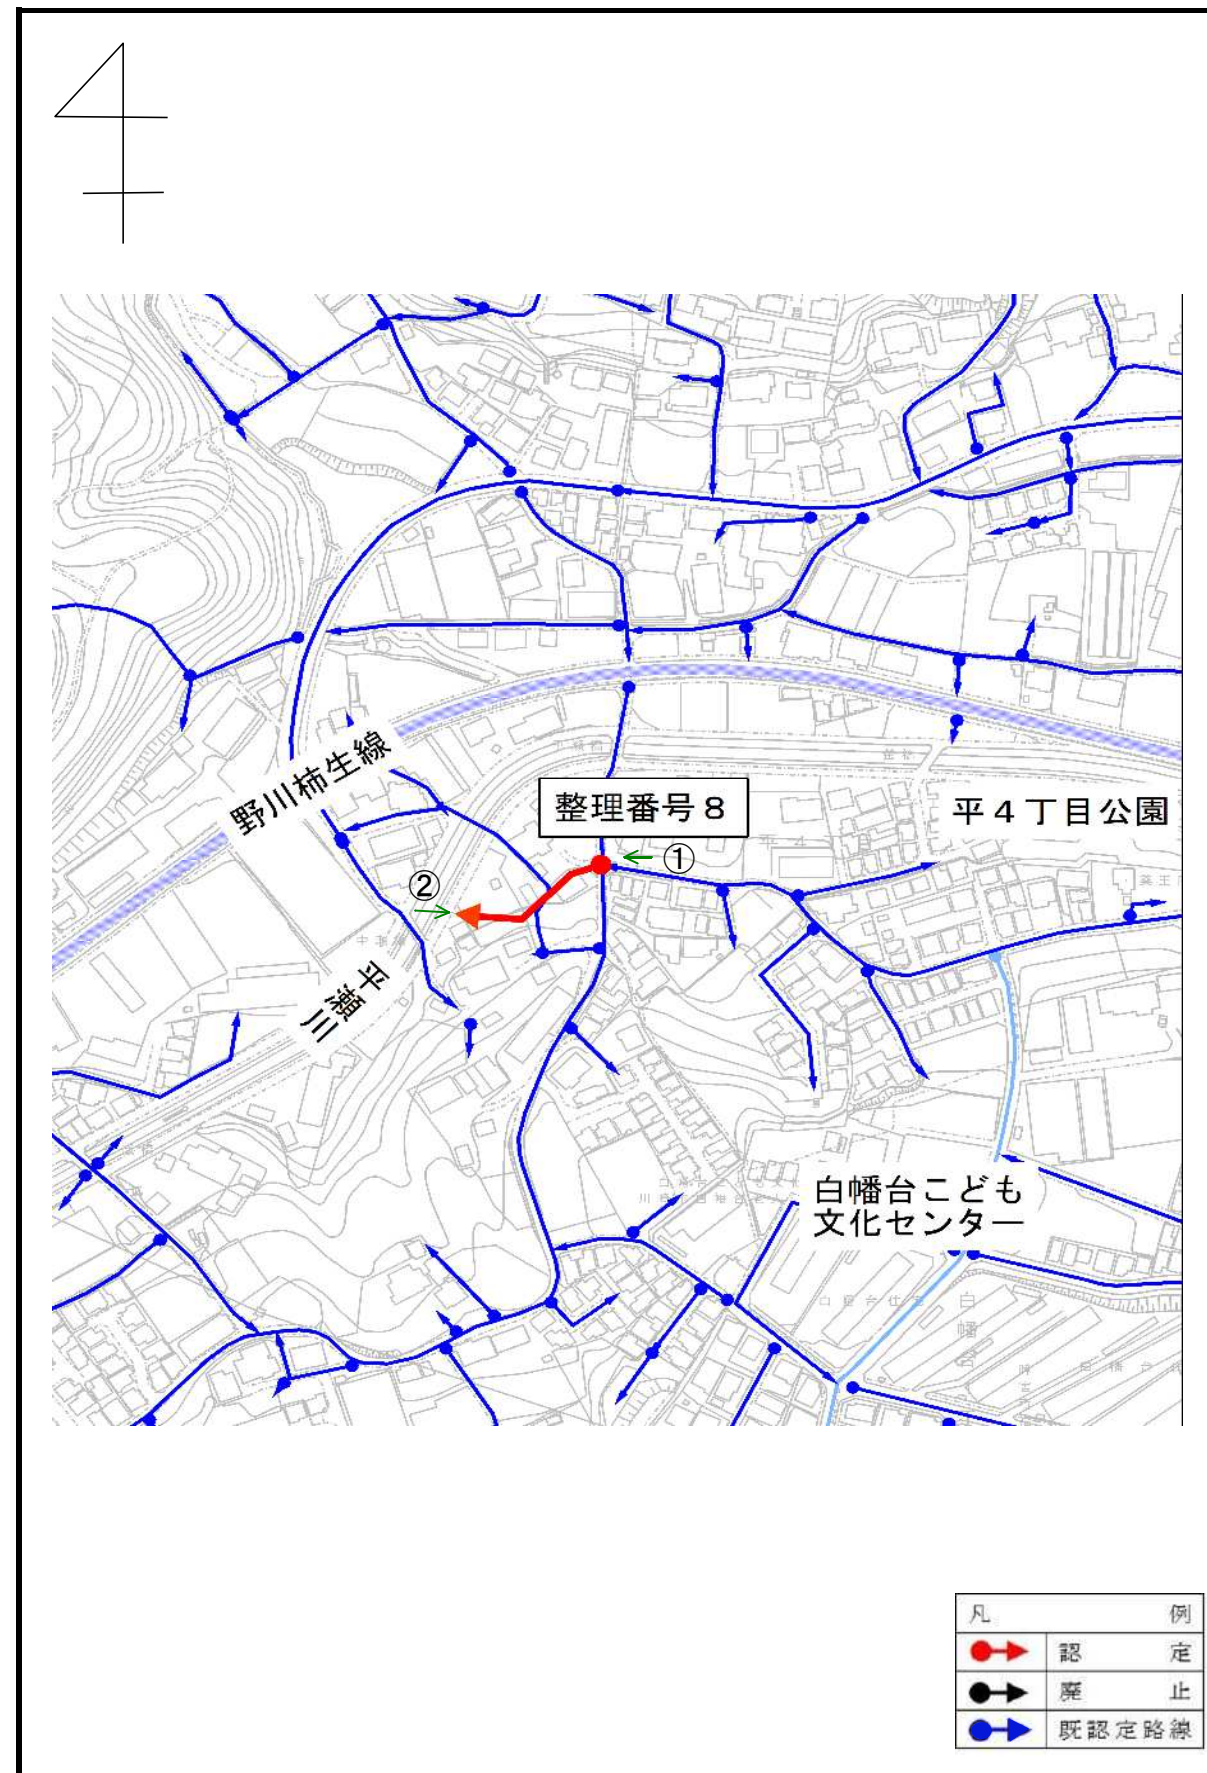 野川柿生線
整理番号8
平4丁目公園
①
②
平瀬川
白幡台こども
文化センター
凡 例
認 定
廃 止
既認定路線